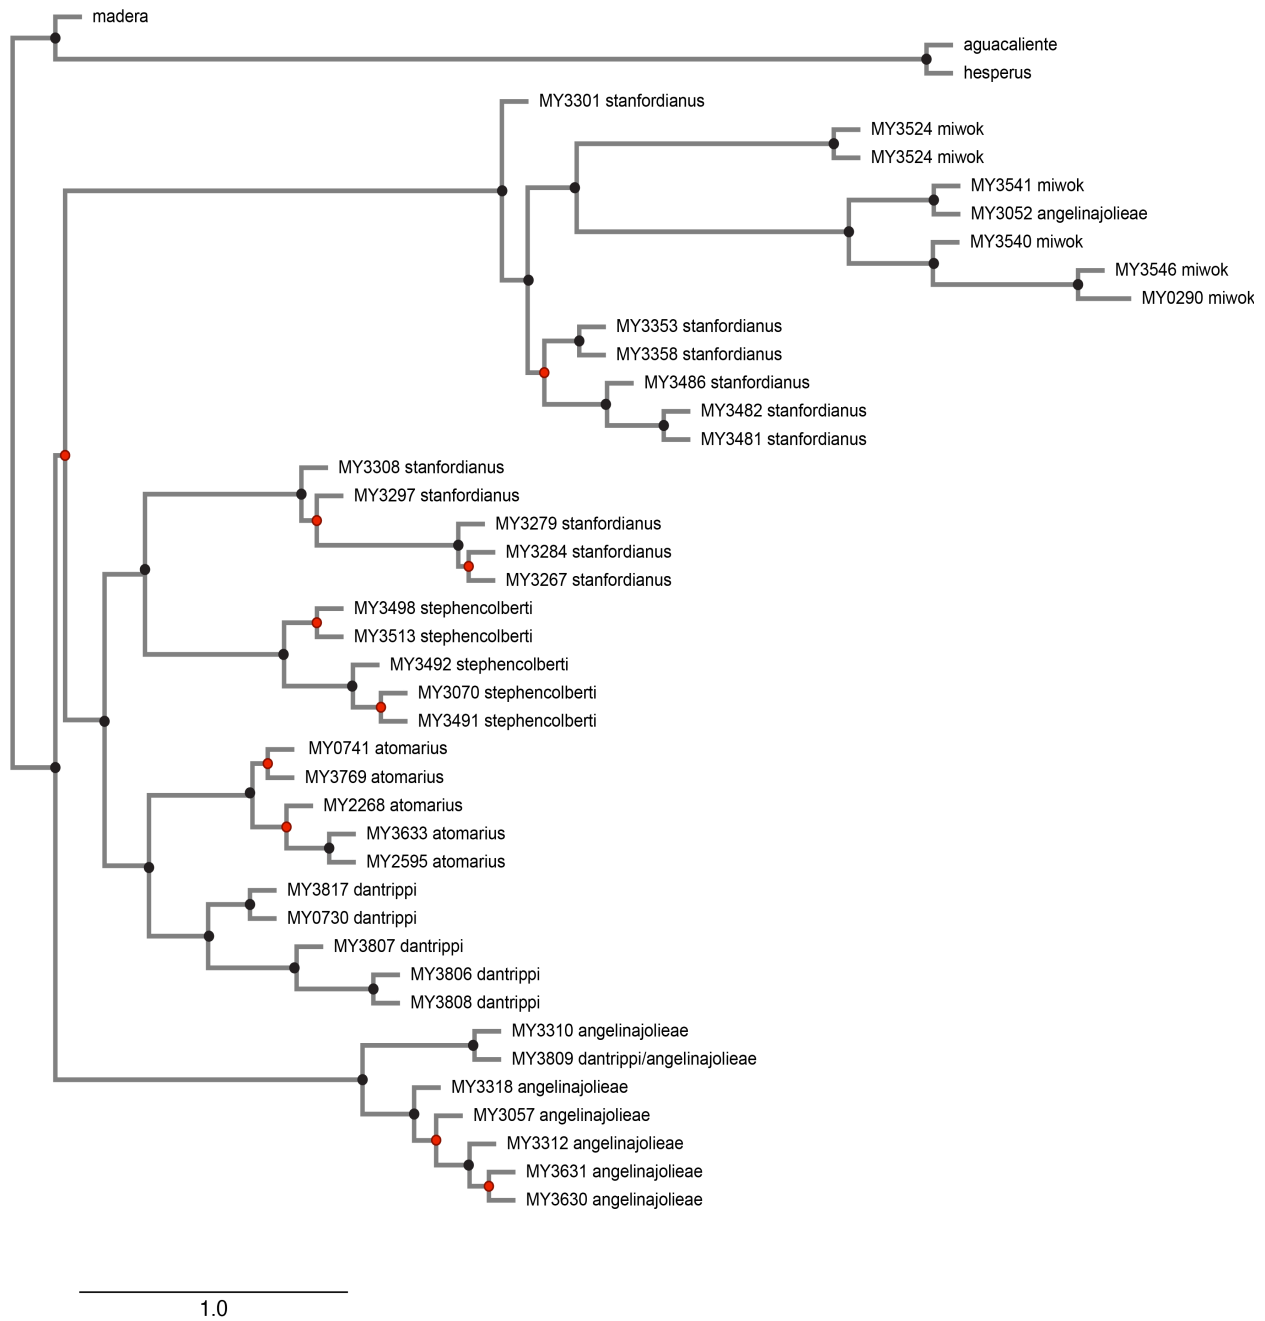 madera
aguacaliente
hesperus
MY3301 stanfordianus
MY3524 miwok
MY3524 miwok
MY3541 miwok
MY3052 angelinajolieae
MY3540 miwok
MY3546 miwok
MY0290 miwok
MY3353 stanfordianus
MY3358 stanfordianus
MY3486 stanfordianus
MY3482 stanfordianus
MY3481 stanfordianus
MY3308 stanfordianus
MY3297 stanfordianus
MY3279 stanfordianus
MY3284 stanfordianus
MY3267 stanfordianus
MY3498 stephencolberti
MY3513 stephencolberti
MY3492 stephencolberti
MY3070 stephencolberti
MY3491 stephencolberti
MY0741 atomarius
MY3769 atomarius
MY2268 atomarius
MY3633 atomarius
MY2595 atomarius
MY3817 dantrippi
MY0730 dantrippi
MY3807 dantrippi
MY3806 dantrippi
MY3808 dantrippi
MY3310 angelinajolieae
MY3809 dantrippi/angelinajolieae
MY3318 angelinajolieae
MY3057 angelinajolieae
MY3312 angelinajolieae
MY3631 angelinajolieae
MY3630 angelinajolieae
1.0